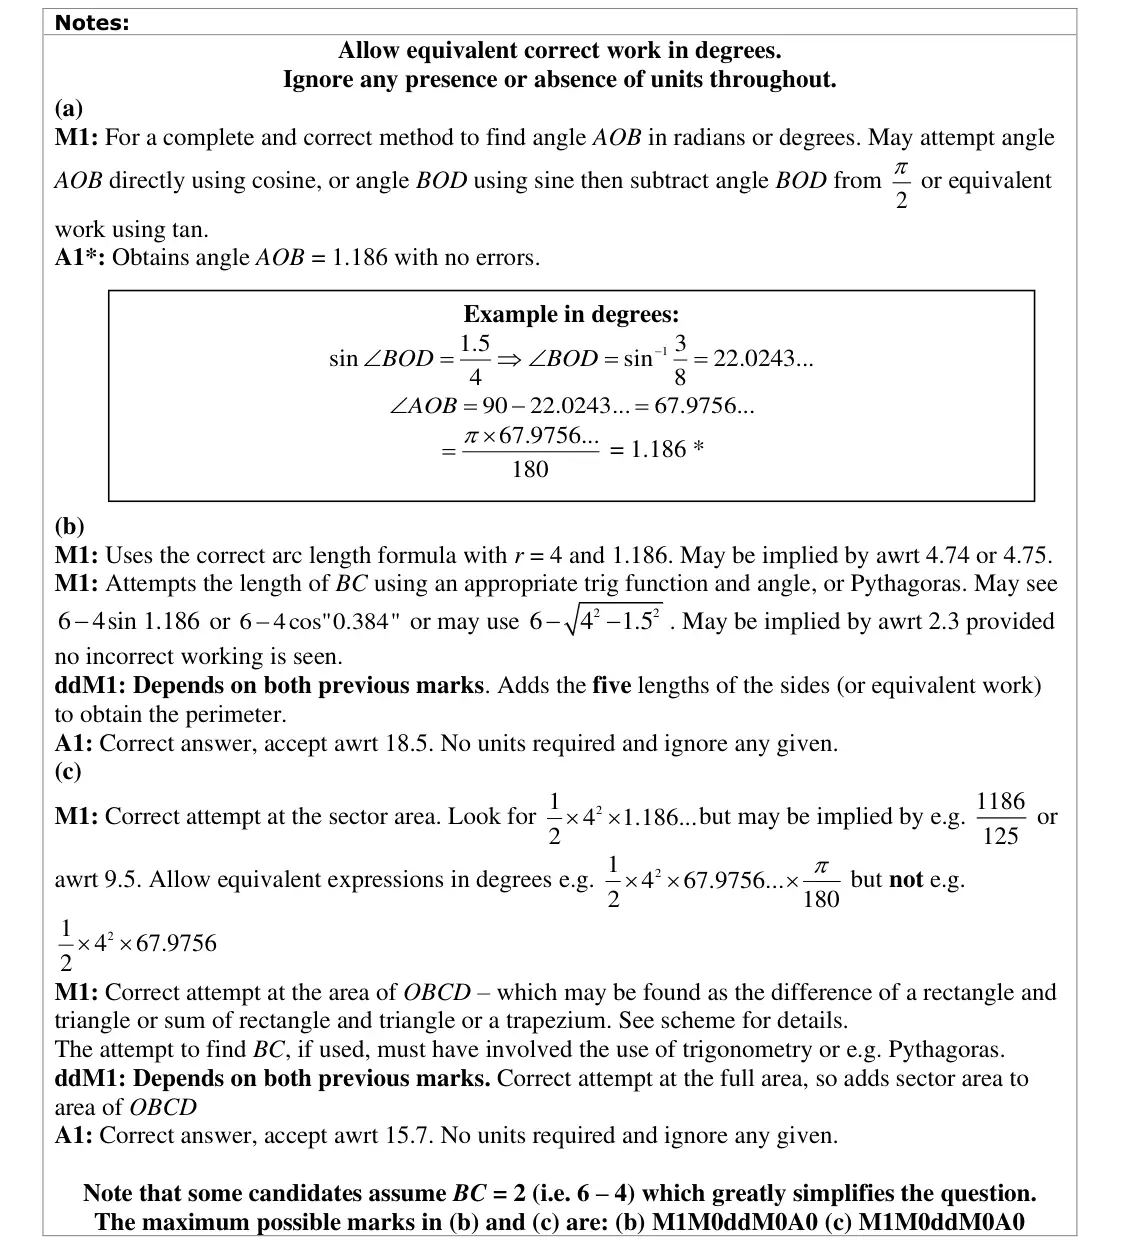 Notes:
Allow equivalent correct work in degrees.
Ignore any presence or absence of units throughout.
(a)
M1: For a complete and correct method to find angle AOB in radians or degrees. May attempt angle
AOB directly using cosine, or angle BOD using sine then subtract angle BOD from π/2 or equivalent
work using tan.
A1*: Obtains angle AOB = 1.186 with no errors.
Example in degrees:
sin ∠BOD = 1.5/4 ⇒ ∠BOD = sin⁻¹ 3/8 = 22.0243...
∠AOB = 90 − 22.0243... = 67.9756...
= π × 67.9756.../180 = 1.186 *
(b)
M1: Uses the correct arc length formula with r = 4 and 1.186. May be implied by awrt 4.74 or 4.75.
M1: Attempts the length of BC using an appropriate trig function and angle, or Pythagoras. May see
6 − 4sin 1.186 or 6 − 4cos"0.384" or may use 6 − √(4² − 1.5²) . May be implied by awrt 2.3 provided
no incorrect working is seen.
ddM1: Depends on both previous marks. Adds the five lengths of the sides (or equivalent work)
to obtain the perimeter.
A1: Correct answer, accept awrt 18.5. No units required and ignore any given.
(c)
M1: Correct attempt at the sector area. Look for 1/2 × 4² × 1.186... but may be implied by e.g. 1186/125 or
awrt 9.5. Allow equivalent expressions in degrees e.g. 1/2 × 4² × 67.9756... × π/180 but not e.g.
1/2 × 4² × 67.9756
M1: Correct attempt at the area of OBCD – which may be found as the difference of a rectangle and
triangle or sum of rectangle and triangle or a trapezium. See scheme for details.
The attempt to find BC, if used, must have involved the use of trigonometry or e.g. Pythagoras.
ddM1: Depends on both previous marks. Correct attempt at the full area, so adds sector area to
area of OBCD
A1: Correct answer, accept awrt 15.7. No units required and ignore any given.
Note that some candidates assume BC = 2 (i.e. 6 – 4) which greatly simplifies the question.
The maximum possible marks in (b) and (c) are: (b) M1M0ddM0A0 (c) M1M0ddM0A0